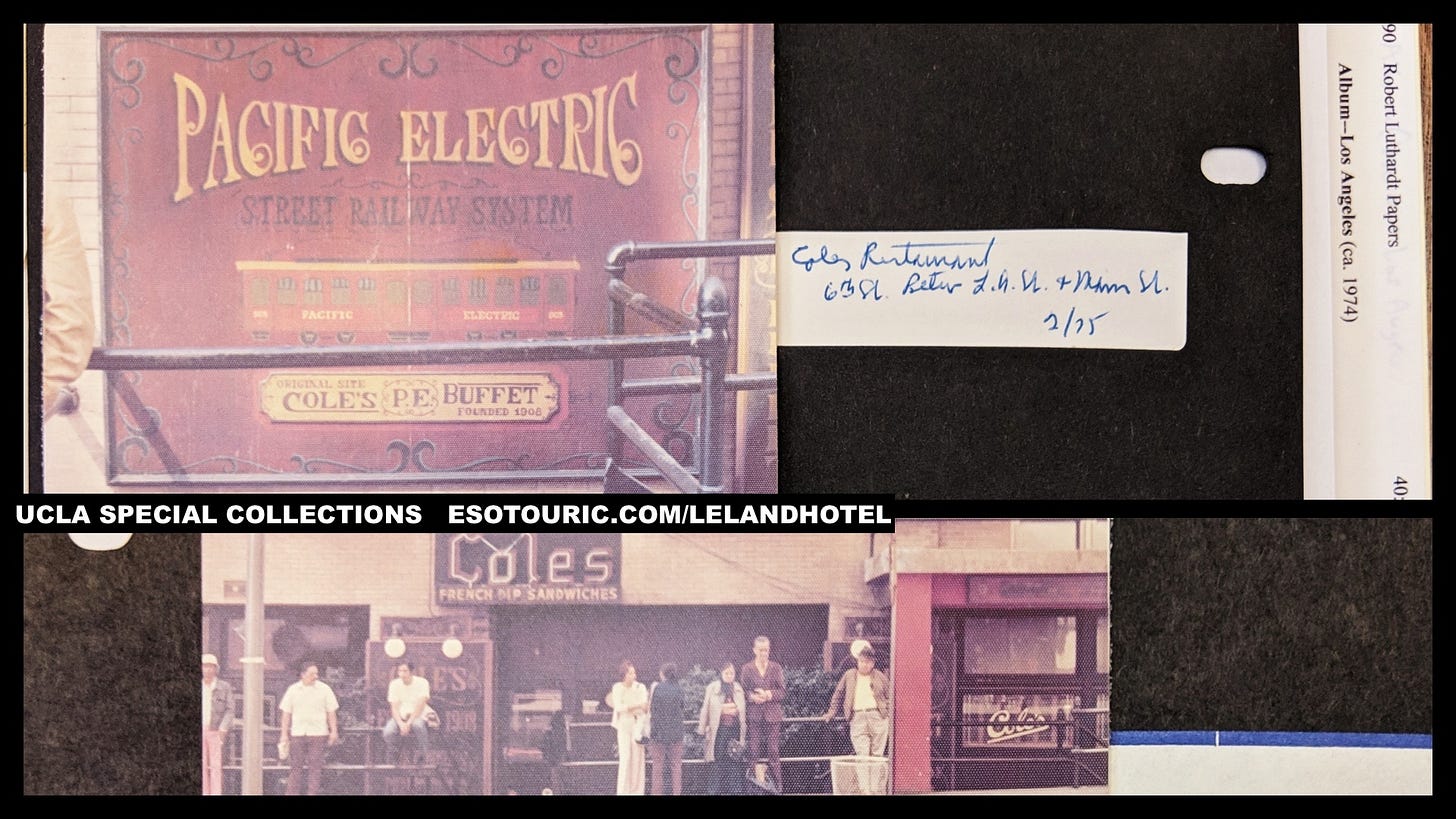 PACIFIC ELECTRIC
STREET RAILWAY SYSTEM
PACIFIC ELECTRIC
ORIGINAL SITE
COLE'S P.E. BUFFET
FOUNDED 1908
Coles Restaurant
6th St. Betw L.A. St. + Main St.
2/75
90 Robert Luthardt Papers 40
Album—Los Angeles (ca. 1974)
UCLA SPECIAL COLLECTIONS ESOTOURIC.COM/LELANDHOTEL
Coles
FRENCH DIP SANDWICHES
E'S
Coles